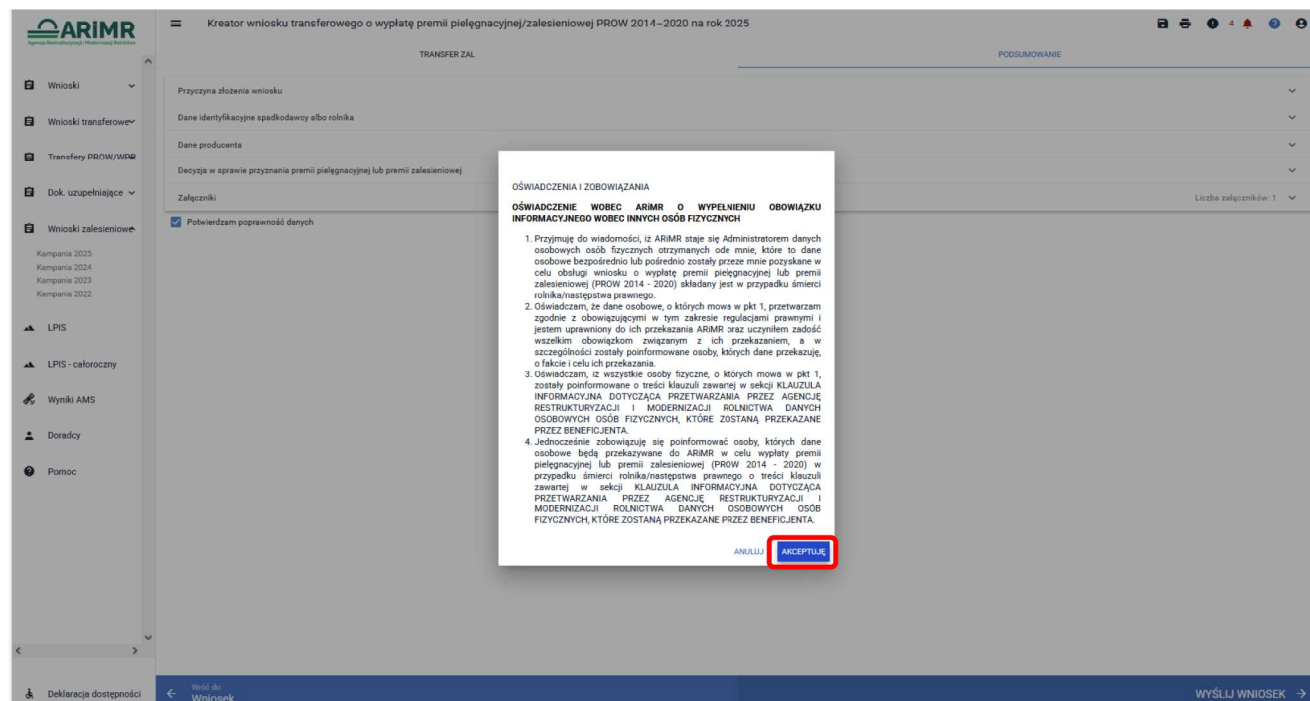 ARiMR
Agencja Restrukturyzacji i Modernizacji Rolnictwa
Kreator wniosku transferowego o wypłatę premii pielęgnacyjnej/zalesieniowej PROW 2014–2020 na rok 2025
4
TRANSFER ZAL
PODSUMOWANIE
Wnioski
Wnioski transferowe
Transfery PROW/WPR
Dok. uzupełniające
Wnioski zalesieniowe
Kampania 2025
Kampania 2024
Kampania 2023
Kampania 2022
LPIS
LPIS - całoroczny
Wyniki AMS
Doradcy
Pomoc
Deklaracja dostępności
Przyczyna złożenia wniosku
Dane identyfikacyjne spadkodawcy albo rolnika
Dane producenta
Decyzja w sprawie przyznania premii pielęgnacyjnej lub premii zalesieniowej
Załączniki
Liczba załączników: 1
Potwierdzam poprawność danych
OŚWIADCZENIA I ZOBOWIĄZANIA
OŚWIADCZENIE WOBEC ARiMR O WYPEŁNIENIU OBOWIĄZKU
INFORMACYJNEGO WOBEC INNYCH OSÓB FIZYCZNYCH
1. Przyjmuję do wiadomości, iż ARiMR staje się Administratorem danych
osobowych osób fizycznych otrzymanych ode mnie, które to dane
osobowe bezpośrednio lub pośrednio zostały przeze mnie pozyskane w
celu obsługi wniosku o wypłatę premii pielęgnacyjnej lub premii
zalesieniowej (PROW 2014 - 2020) składany jest w przypadku śmierci
rolnika/następstwa prawnego.
2. Oświadczam, że dane osobowe, o których mowa w pkt 1, przetwarzam
zgodnie z obowiązującymi w tym zakresie regulacjami prawnymi i
jestem uprawniony do ich przekazania ARiMR oraz uczyniłem zadość
wszelkim obowiązkom związanym z ich przekazaniem, a w
szczególności zostały poinformowane osoby, których dane przekazuję,
o fakcie i celu ich przekazania.
3. Oświadczam, iż wszystkie osoby fizyczne, o których mowa w pkt 1,
zostały poinformowane o treści klauzuli zawartej w sekcji KLAUZULA
INFORMACYJNA DOTYCZĄCA PRZETWARZANIA PRZEZ AGENCJĘ
RESTRUKTURYZACJI I MODERNIZACJI ROLNICTWA DANYCH
OSOBOWYCH OSÓB FIZYCZNYCH, KTÓRE ZOSTANĄ PRZEKAZANE
PRZEZ BENEFICJENTA.
4. Jednocześnie zobowiązuję się poinformować osoby, których dane
osobowe będą przekazywane do ARiMR w celu wypłaty premii
pielęgnacyjnej lub premii zalesieniowej (PROW 2014 - 2020) w
przypadku śmierci rolnika/następstwa prawnego o treści klauzuli
zawartej w sekcji KLAUZULA INFORMACYJNA DOTYCZĄCA
PRZETWARZANIA PRZEZ AGENCJĘ RESTRUKTURYZACJI I
MODERNIZACJI ROLNICTWA DANYCH OSOBOWYCH OSÓB
FIZYCZNYCH, KTÓRE ZOSTANĄ PRZEKAZANE PRZEZ BENEFICJENTA.
ANULUJ
AKCEPTUJĘ
Wróć do
Wniosek
WYŚLIJ WNIOSEK